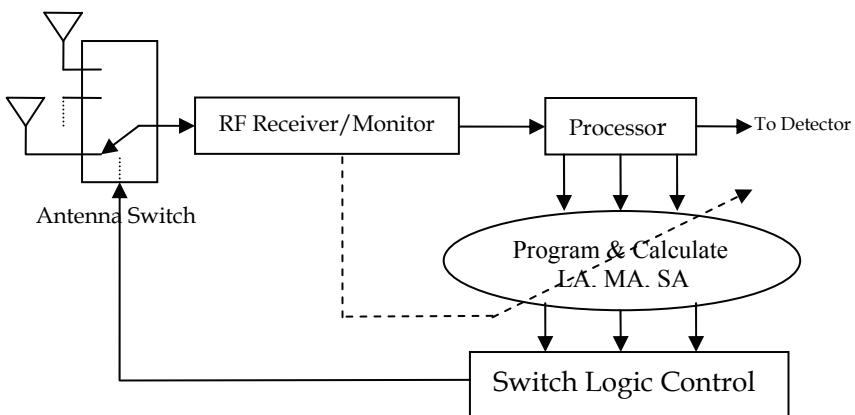 RF Receiver/Monitor
Processor
To Detector
Antenna Switch
Program & Calculate
LA, MA, SA
Switch Logic Control